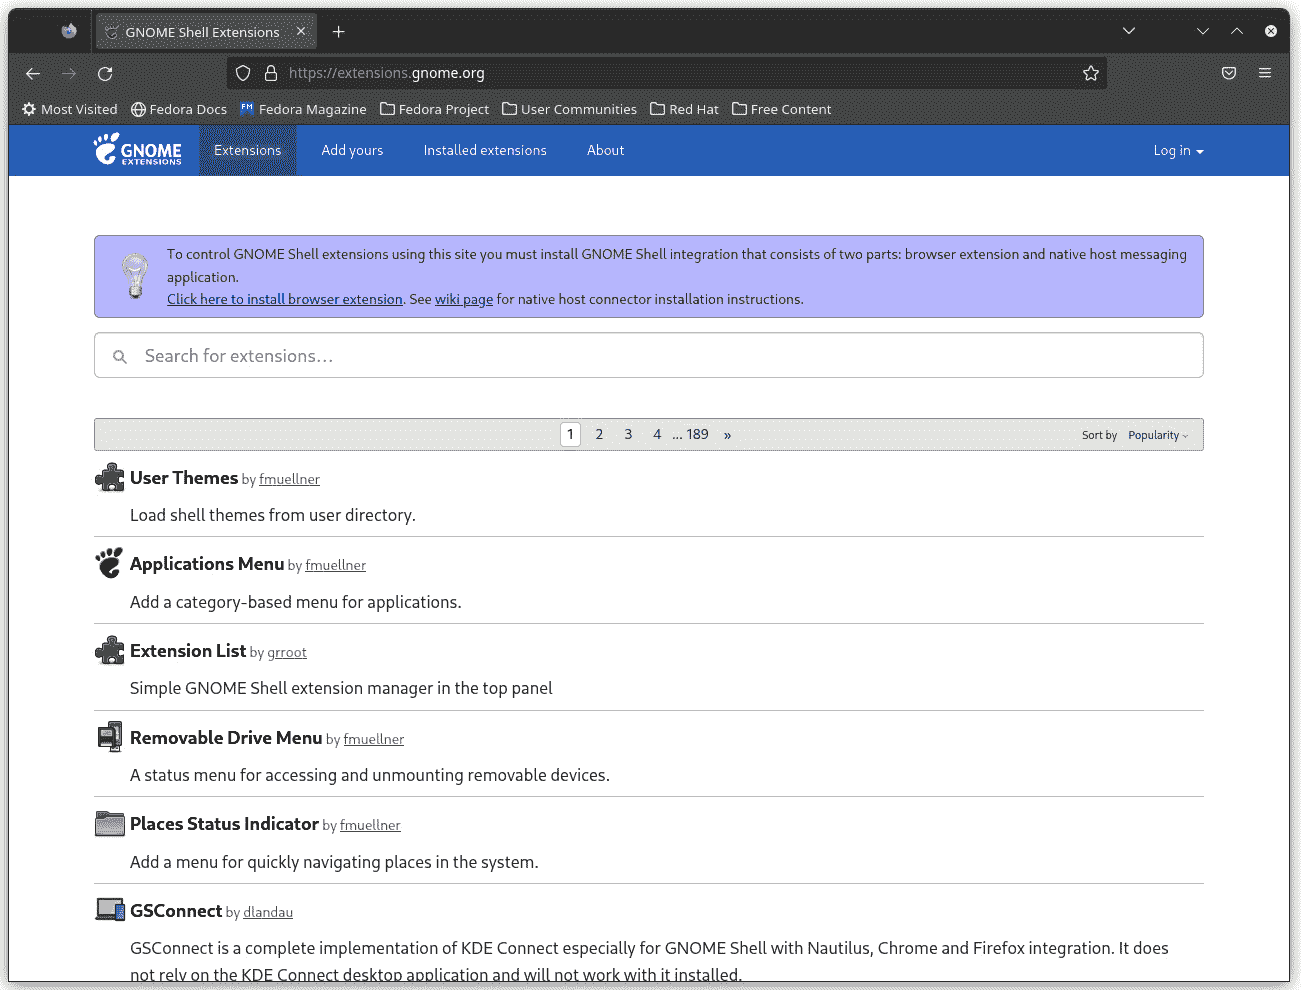 GNOME Shell Extensions
https://extensions.gnome.org
Most Visited Fedora Docs Fedora Magazine Fedora Project User Communities Red Hat Free Content
GNOME EXTENSIONS Extensions Add yours Installed extensions About Log in
To control GNOME Shell extensions using this site you must install GNOME Shell integration that consists of two parts: browser extension and native host messaging
application.
Click here to install browser extension. See wiki page for native host connector installation instructions.
Search for extensions...
1 2 3 4 ... 189 » Sort by Popularity
User Themes by fmuellner
Load shell themes from user directory.
Applications Menu by fmuellner
Add a category-based menu for applications.
Extension List by grroot
Simple GNOME Shell extension manager in the top panel
Removable Drive Menu by fmuellner
A status menu for accessing and unmounting removable devices.
Places Status Indicator by fmuellner
Add a menu for quickly navigating places in the system.
GSConnect by dlandau
GSConnect is a complete implementation of KDE Connect especially for GNOME Shell with Nautilus, Chrome and Firefox integration. It does
not rely on the KDE Connect desktop application and will not work with it installed.